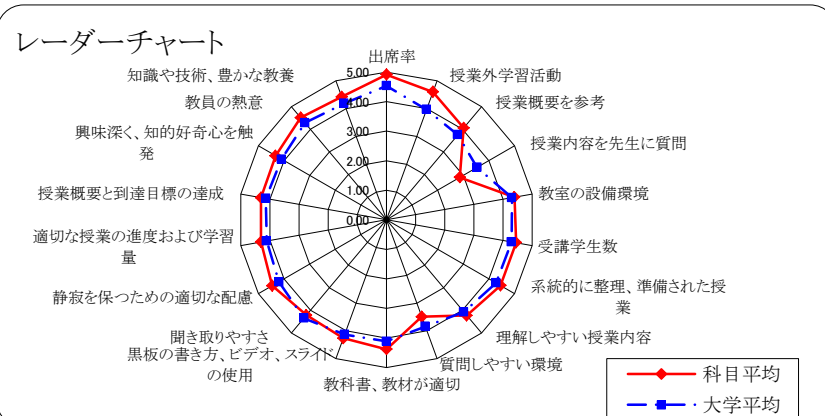 レーダーチャート
出席率
授業外学習活動
授業概要を参考
授業内容を先生に質問
教室の設備環境
受講学生数
系統的に整理、準備された授
業
理解しやすい授業内容
質問しやすい環境
教科書、教材が適切
黒板の書き方、ビデオ、スライド
の使用
聞き取りやすさ
静寂を保つための適切な配慮
適切な授業の進度および学習
量
授業概要と到達目標の達成
興味深く、知的好奇心を触
発
教員の熱意
知識や技術、豊かな教養
5.00
4.00
3.00
2.00
1.00
0.00
科目平均
大学平均